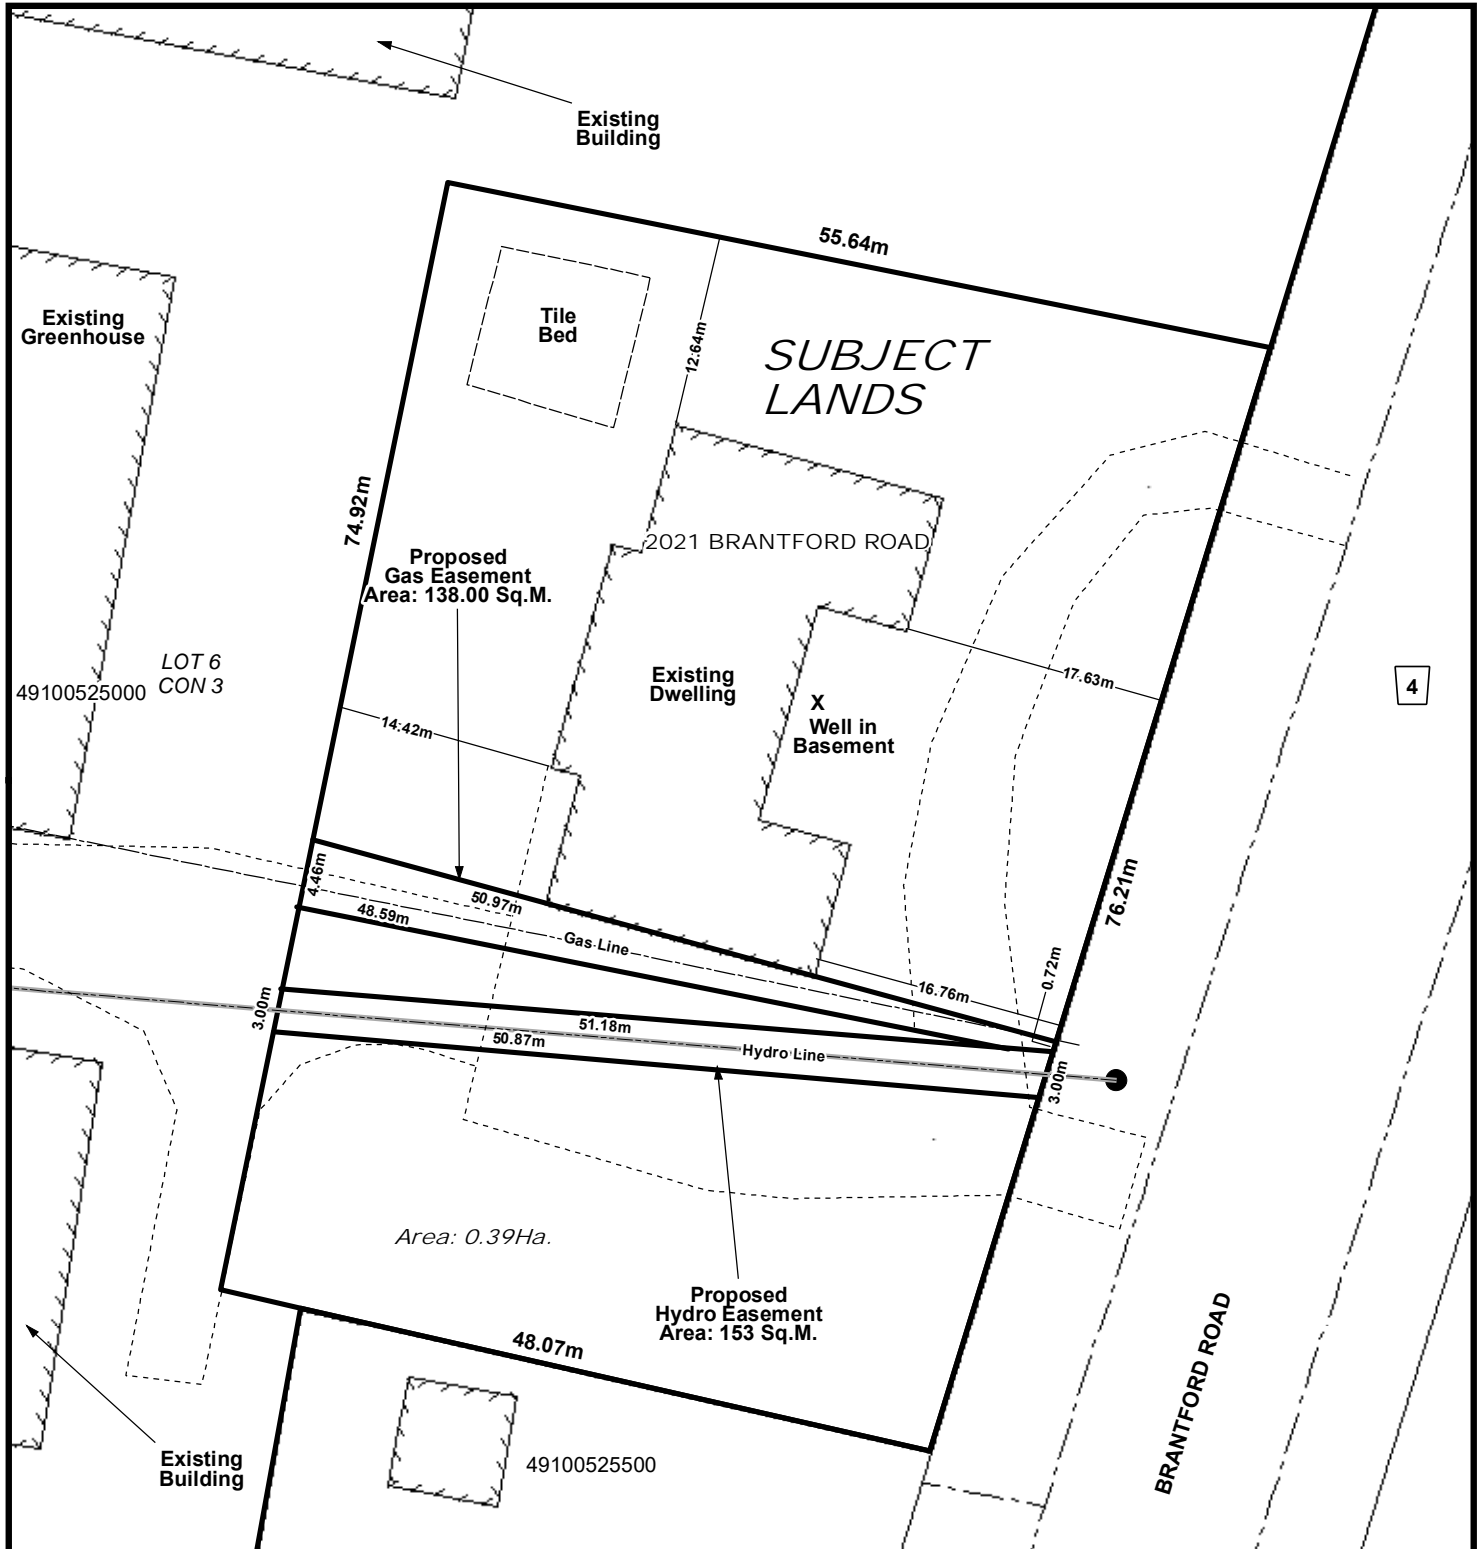 Existing
Building
55.64m
Existing
Greenhouse
Tile
Bed
12.64m
SUBJECT
LANDS
74.92m
2021 BRANTFORD ROAD
Proposed
Gas Easement
Area: 138.00 Sq.M.
LOT 6
CON 3
49100525000
Existing
Dwelling
X
Well in
Basement
17.63m
4
14.42m
4.46m
50.97m
48.59m
Gas Line
76.21m
0.72m
16.76m
3.00m
51.18m
50.87m
Hydro Line
3.00m
Area: 0.39Ha.
Proposed
Hydro Easement
Area: 153 Sq.M.
48.07m
BRANTFORD ROAD
Existing
Building
49100525500